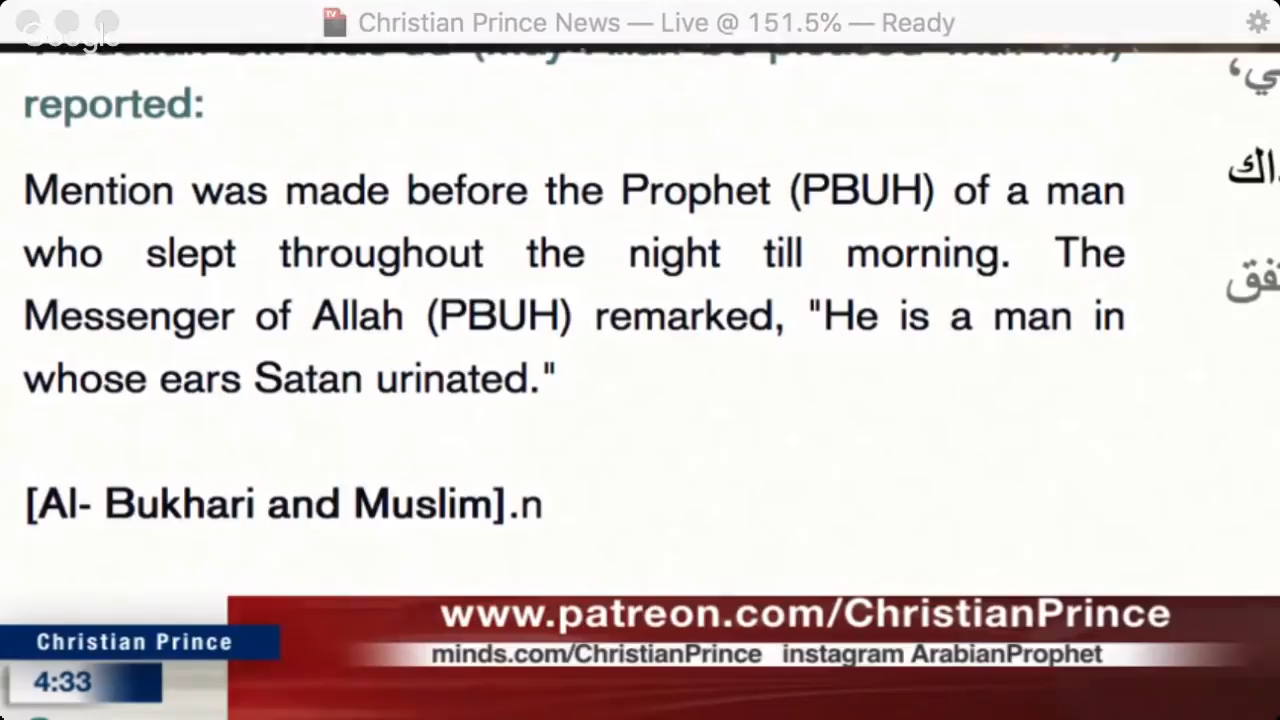 Christian Prince News — Live @ 151.5% — Ready
Google
reported:
Mention was made before the Prophet (PBUH) of a man
who slept throughout the night till morning. The
Messenger of Allah (PBUH) remarked, "He is a man in
whose ears Satan urinated."
[Al- Bukhari and Muslim].n
www.patreon.com/ChristianPrince
Christian Prince
minds.com/ChristianPrince instagram ArabianProphet
4:33